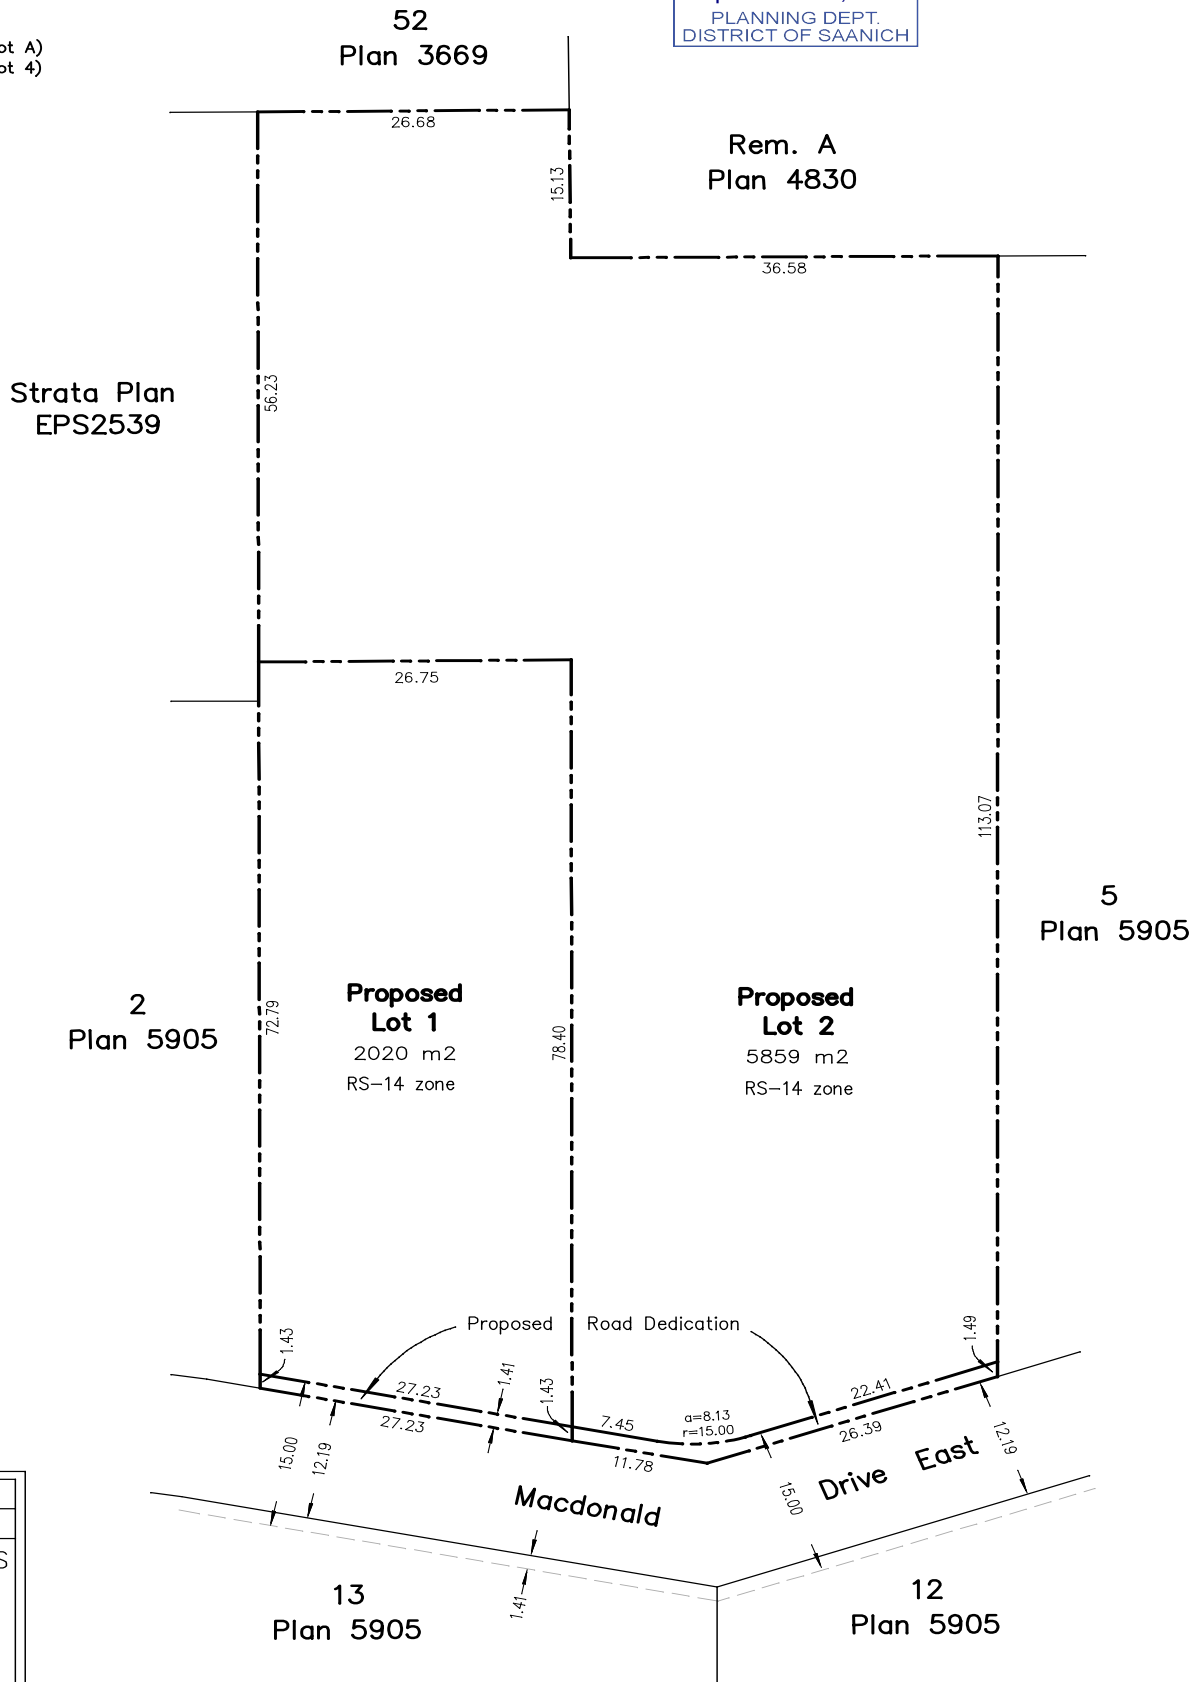 52
Plan 3669
PLANNING DEPT.
DISTRICT OF SAANICH
ot A)
ot 4)
26.68
15.13
Rem. A
Plan 4830
36.58
Strata Plan
EPS2539
56.23
26.75
113.07
5
Plan 5905
2
Plan 5905
72.79
78.40
Proposed
Lot 1
2020 m2
RS-14 zone
Proposed
Lot 2
5859 m2
RS-14 zone
Proposed Road Dedication
1.43
1.41
1.43
1.49
27.23
27.23
7.45
a=8.13
r=15.00
22.41
26.39
11.78
15.00
12.19
15.00
12.19
Macdonald Drive East
1.41
13
Plan 5905
12
Plan 5905
S